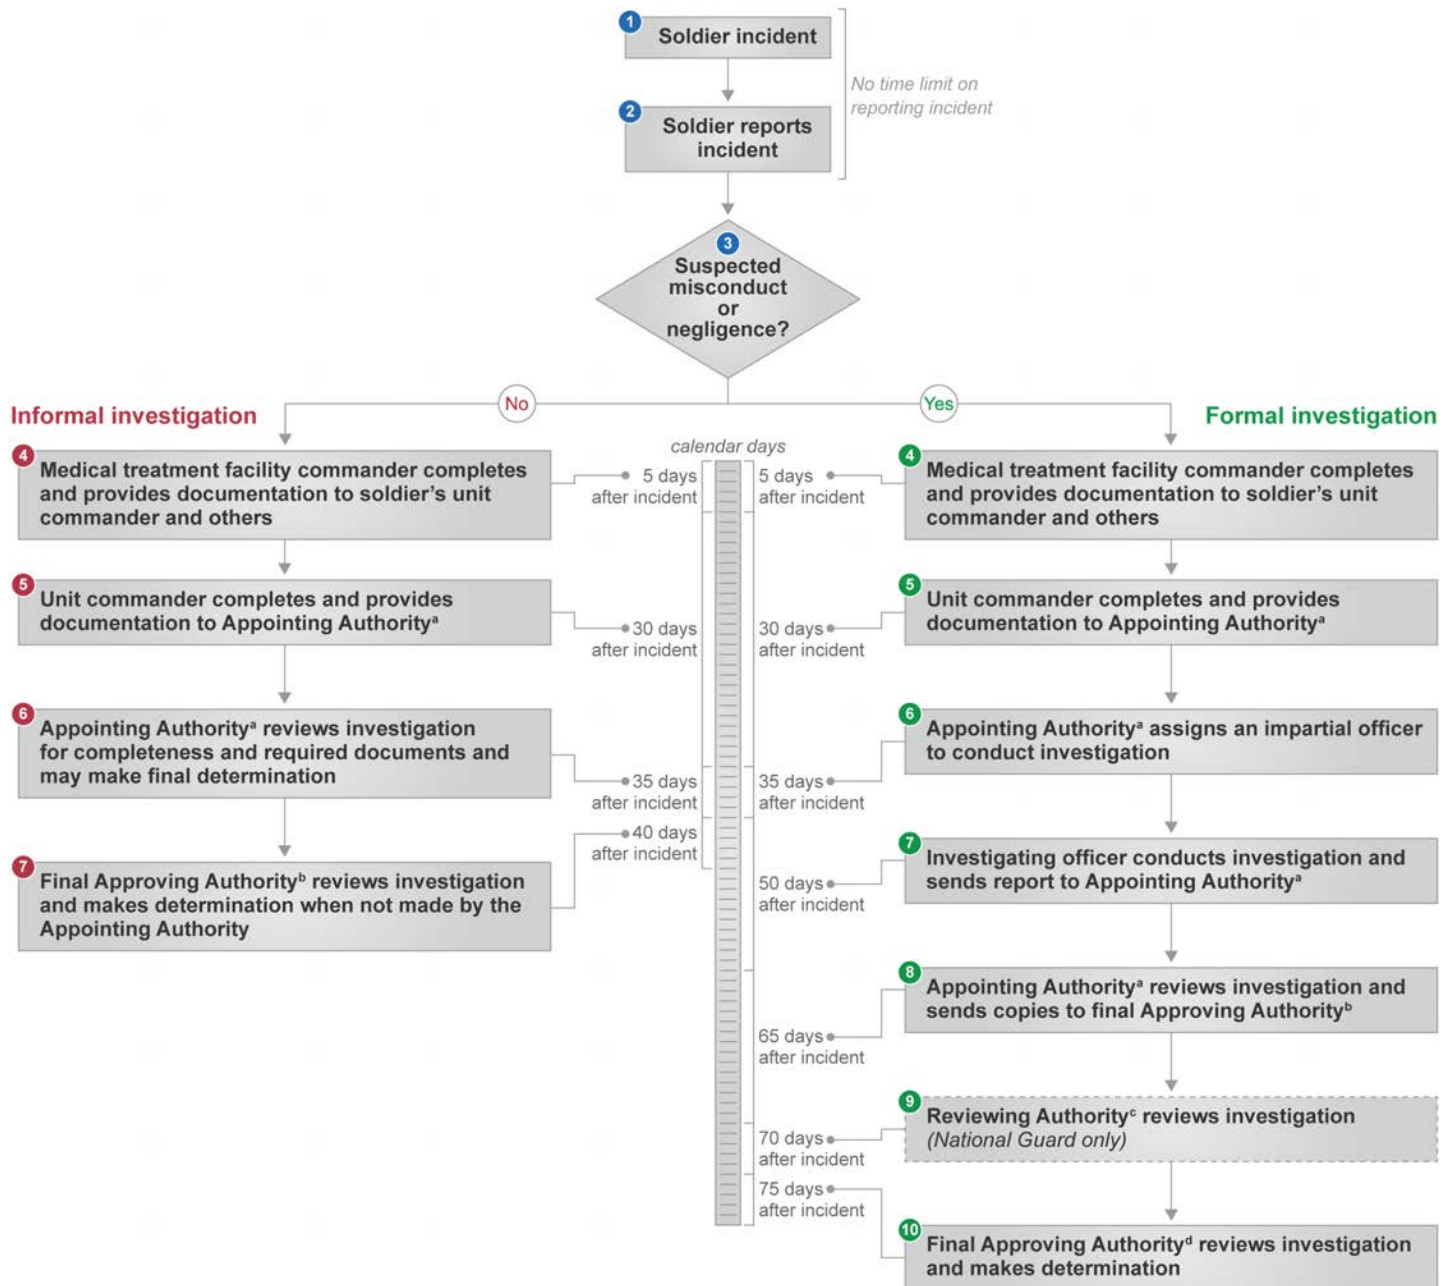 1
Soldier incident
No time limit on
reporting incident
2
Soldier reports
incident
3
Suspected
misconduct
or
negligence?
No
Yes
Informal investigation
Formal investigation
calendar days
4
Medical treatment facility commander completes
and provides documentation to soldier's unit
commander and others
5 days
after incident
5
Unit commander completes and provides
documentation to Appointing Authorityᵃ
30 days
after incident
6
Appointing Authorityᵃ reviews investigation
for completeness and required documents and
may make final determination
35 days
after incident
7
Final Approving Authorityᵇ reviews investigation
and makes determination when not made by the
Appointing Authority
40 days
after incident
5 days
after incident
4
Medical treatment facility commander completes
and provides documentation to soldier's unit
commander and others
30 days
after incident
5
Unit commander completes and provides
documentation to Appointing Authorityᵃ
35 days
after incident
6
Appointing Authorityᵃ assigns an impartial officer
to conduct investigation
50 days
after incident
7
Investigating officer conducts investigation and
sends report to Appointing Authorityᵃ
65 days
after incident
8
Appointing Authorityᵃ reviews investigation and
sends copies to final Approving Authorityᵇ
70 days
after incident
9
Reviewing Authorityᶜ reviews investigation
(National Guard only)
75 days
after incident
10
Final Approving Authorityᵈ reviews investigation
and makes determination